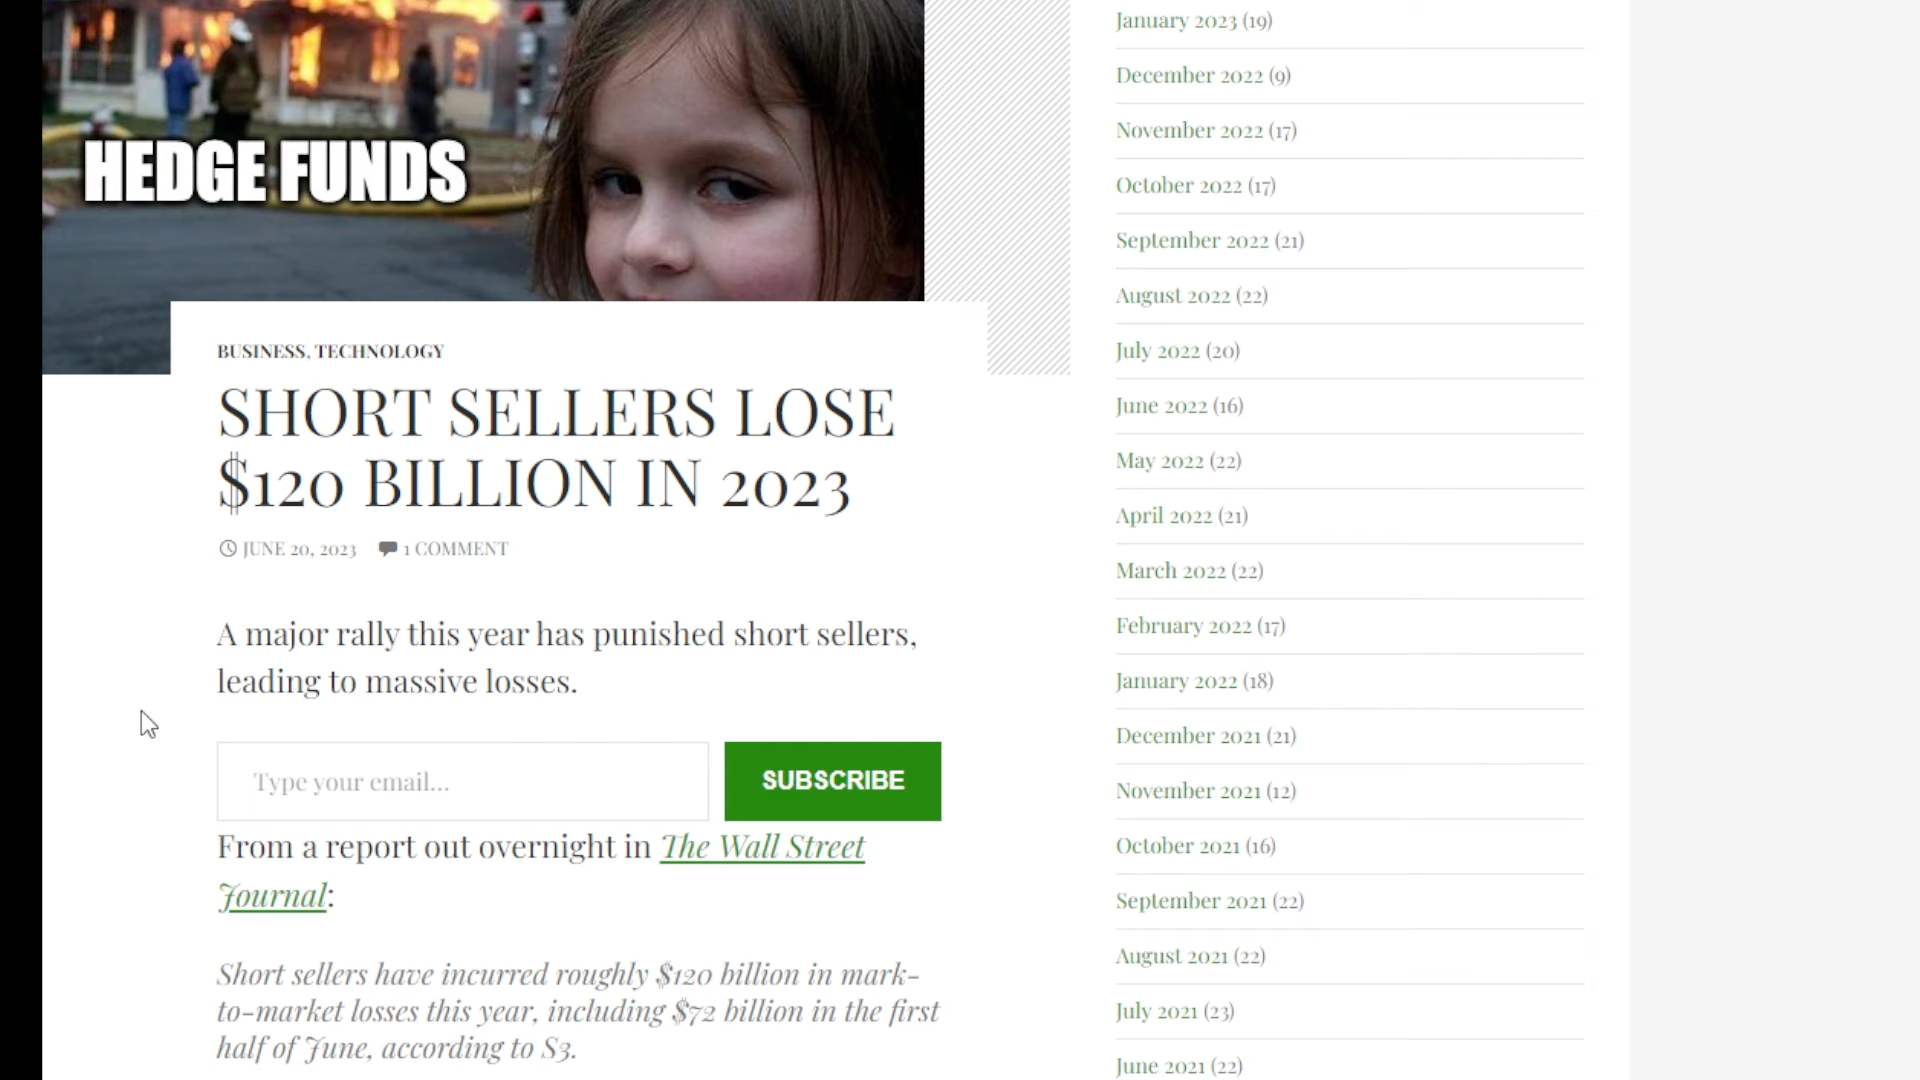 HEDGE FUNDS
BUSINESS, TECHNOLOGY
SHORT SELLERS LOSE
$120 BILLION IN 2023
JUNE 20, 2023 1 COMMENT
A major rally this year has punished short sellers,
leading to massive losses.
Type your email...
SUBSCRIBE
From a report out overnight in The Wall Street
Journal:
Short sellers have incurred roughly $120 billion in mark-
to-market losses this year, including $72 billion in the first
half of June, according to S3.
January 2023 (19)
December 2022 (9)
November 2022 (17)
October 2022 (17)
September 2022 (21)
August 2022 (22)
July 2022 (20)
June 2022 (16)
May 2022 (22)
April 2022 (21)
March 2022 (22)
February 2022 (17)
January 2022 (18)
December 2021 (21)
November 2021 (12)
October 2021 (16)
September 2021 (22)
August 2021 (22)
July 2021 (23)
June 2021 (22)